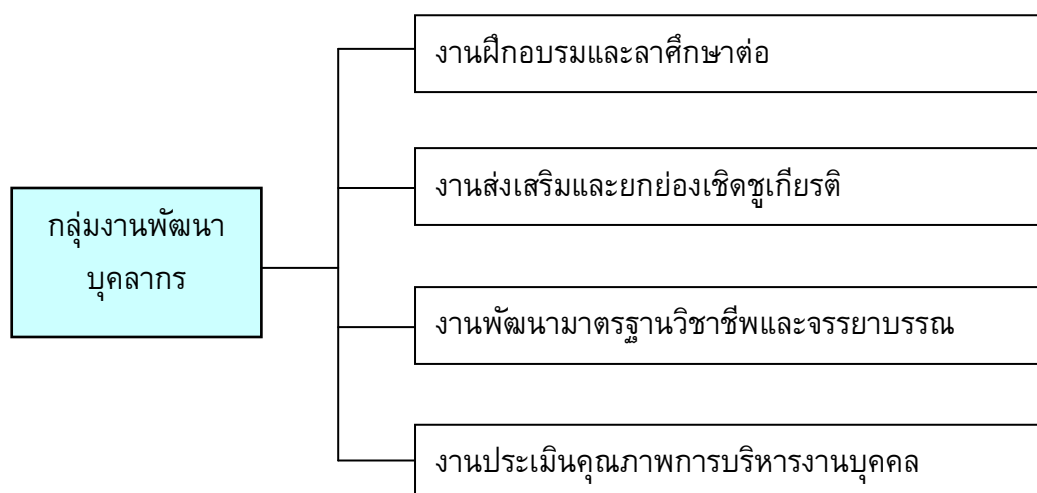 งานฝึกอบรมและลาศึกษาต่อ
งานส่งเสริมและยกย่องเชิดชูเกียรติ
กลุ่มงานพัฒนา
บุคลากร
งานพัฒนามาตรฐานวิชาชีพและจรรยาบรรณ
งานประเมินคุณภาพการบริหารงานบุคคล